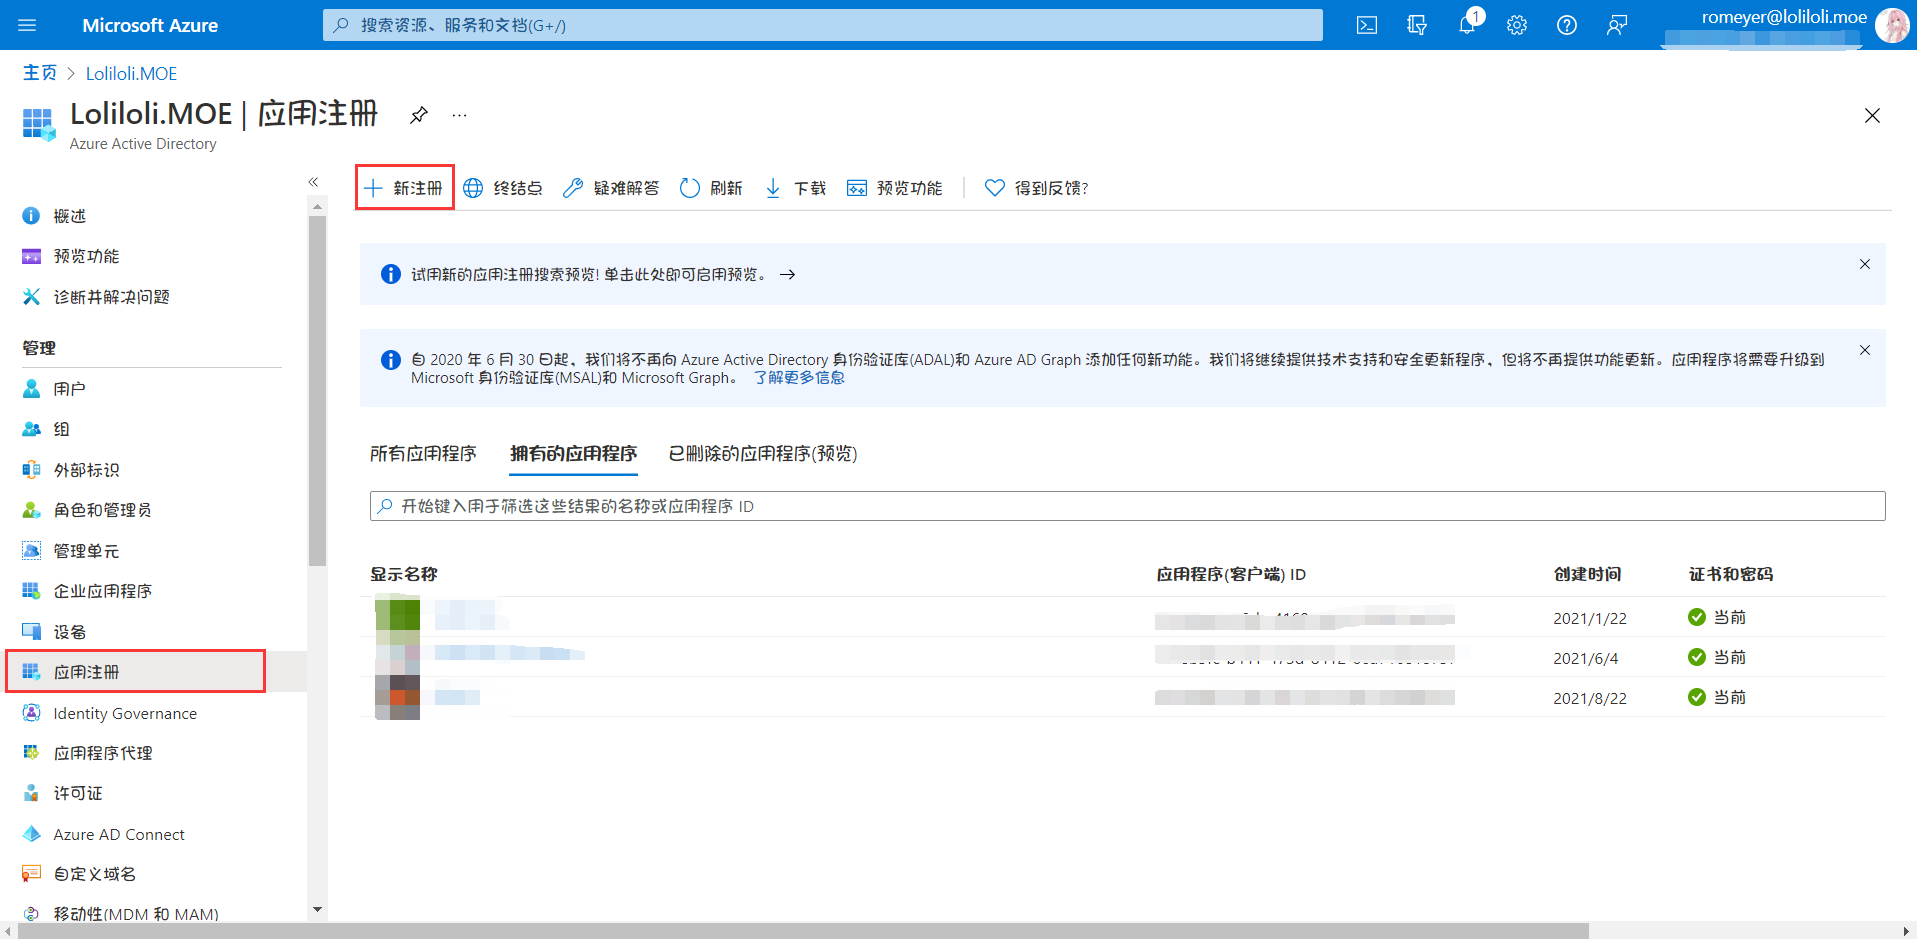 Microsoft Azure
搜索资源、服务和文档(G+/)
1
romeyer@loliloli.moe
主页 > Loliloli.MOE
Loliloli.MOE | 应用注册
Azure Active Directory
新注册
终结点
疑难解答
刷新
下载
预览功能
得到反馈?
概述
预览功能
诊断并解决问题
管理
用户
组
外部标识
角色和管理员
管理单元
企业应用程序
设备
应用注册
Identity Governance
应用程序代理
许可证
Azure AD Connect
自定义域名
移动性(MDM 和 MAM)
试用新的应用注册搜索预览! 单击此处即可启用预览。 →
自 2020 年 6 月 30 日起，我们将不再向 Azure Active Directory 身份验证库(ADAL)和 Azure AD Graph 添加任何新功能。我们将继续提供技术支持和安全更新程序，但将不再提供功能更新。应用程序将需要升级到
Microsoft 身份验证库(MSAL)和 Microsoft Graph。 了解更多信息
所有应用程序
拥有的应用程序
已删除的应用程序(预览)
开始键入用于筛选这些结果的名称或应用程序 ID
显示名称 应用程序(客户端) ID 创建时间 证书和密码
2021/1/22 当前
2021/6/4 当前
2021/8/22 当前